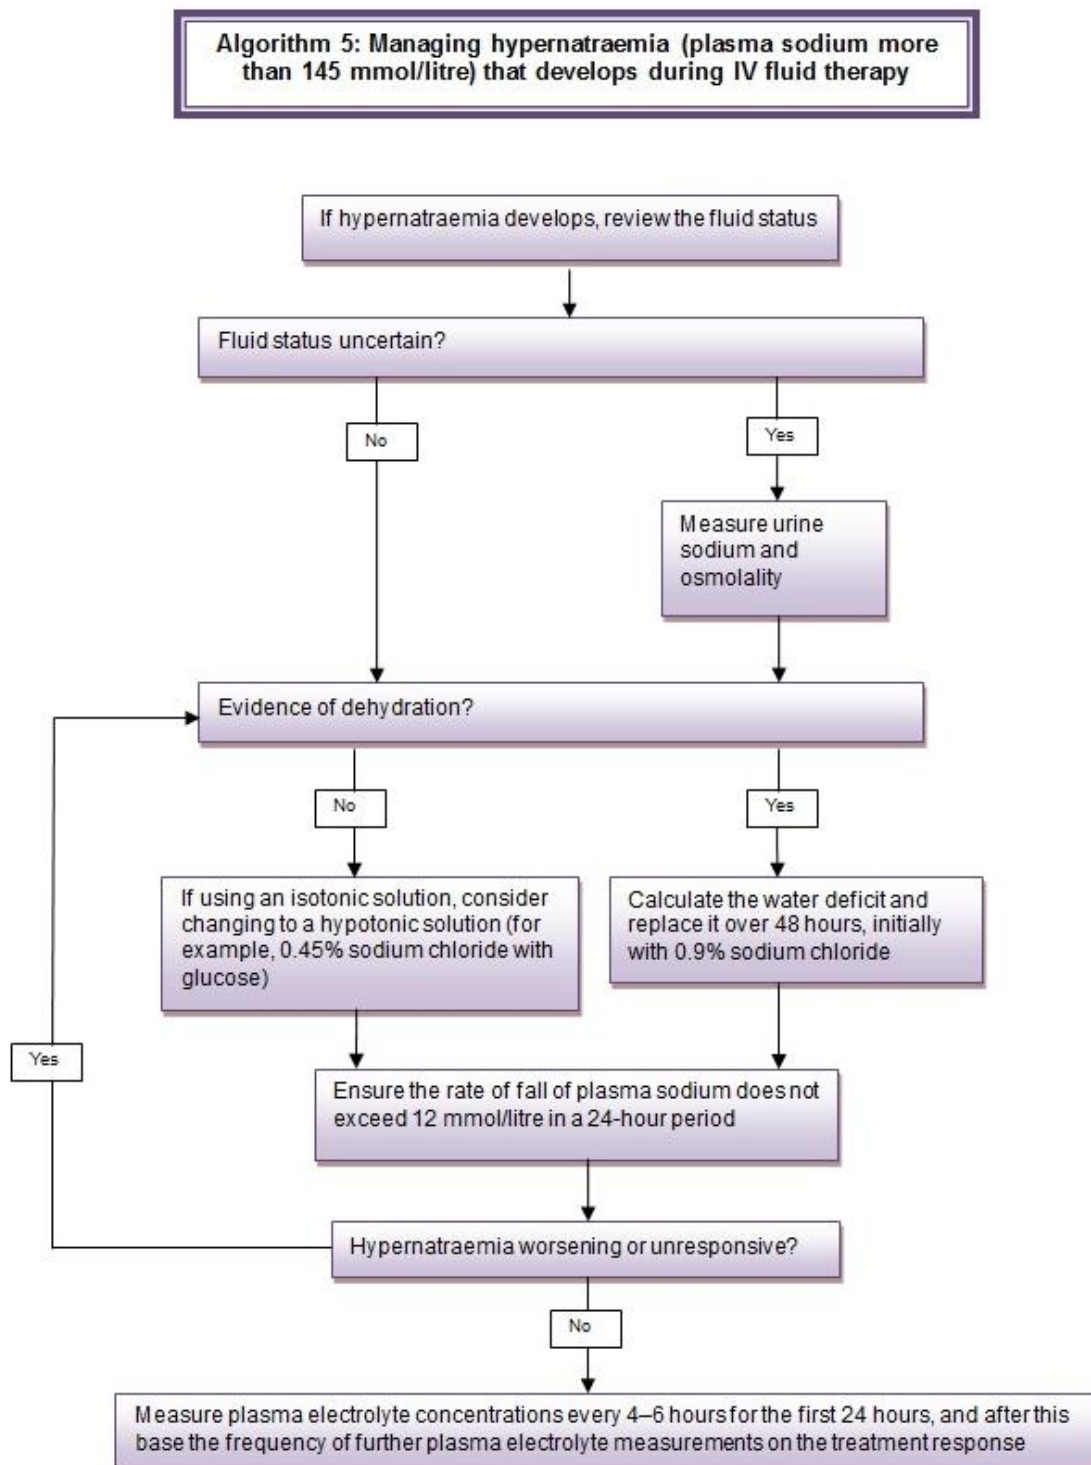 Algorithm 5: Managing hypernatraemia (plasma sodium more
than 145 mmol/litre) that develops during IV fluid therapy
If hypernatraemia develops, review the fluid status
Fluid status uncertain?
No
Yes
Measure urine
sodium and
osmolality
Evidence of dehydration?
No
Yes
If using an isotonic solution, consider
changing to a hypotonic solution (for
example, 0.45% sodium chloride with
glucose)
Calculate the water deficit and
replace it over 48 hours, initially
with 0.9% sodium chloride
Yes
Ensure the rate of fall of plasma sodium does not
exceed 12 mmol/litre in a 24-hour period
Hypernatraemia worsening or unresponsive?
No
Measure plasma electrolyte concentrations every 4–6 hours for the first 24 hours, and after this
base the frequency of further plasma electrolyte measurements on the treatment response